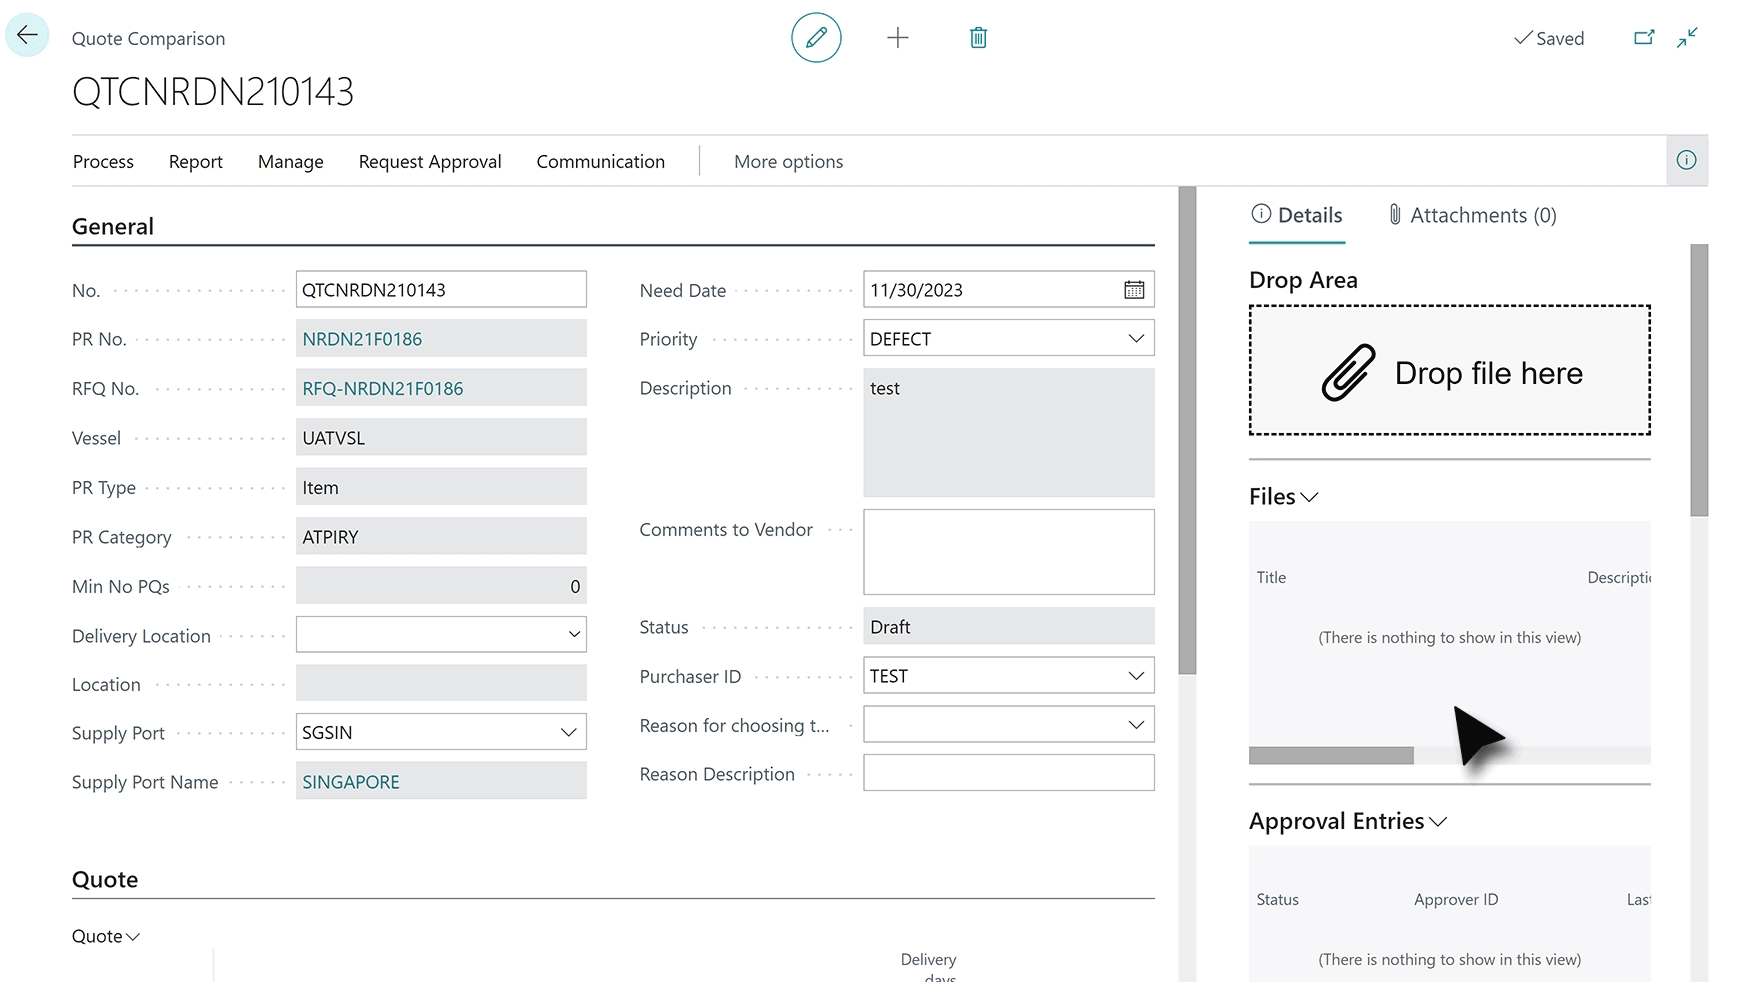 Quote Comparison
Saved
QTCNRDN210143
Process Report Manage Request Approval Communication More options
General
No. QTCNRDN210143
PR No. NRDN21F0186
RFQ No. RFQ-NRDN21F0186
Vessel UATVSL
PR Type Item
PR Category ATPIRY
Min No PQs 0
Delivery Location
Location
Supply Port SGSIN
Supply Port Name SINGAPORE
Need Date 11/30/2023
Priority DEFECT
Description test
Comments to Vendor
Status Draft
Purchaser ID TEST
Reason for choosing t...
Reason Description
Quote
Quote
Delivery
days
Details Attachments (0)
Drop Area
Drop file here
Files
Title Descriptic
(There is nothing to show in this view)
Approval Entries
Status Approver ID Las
(There is nothing to show in this view)